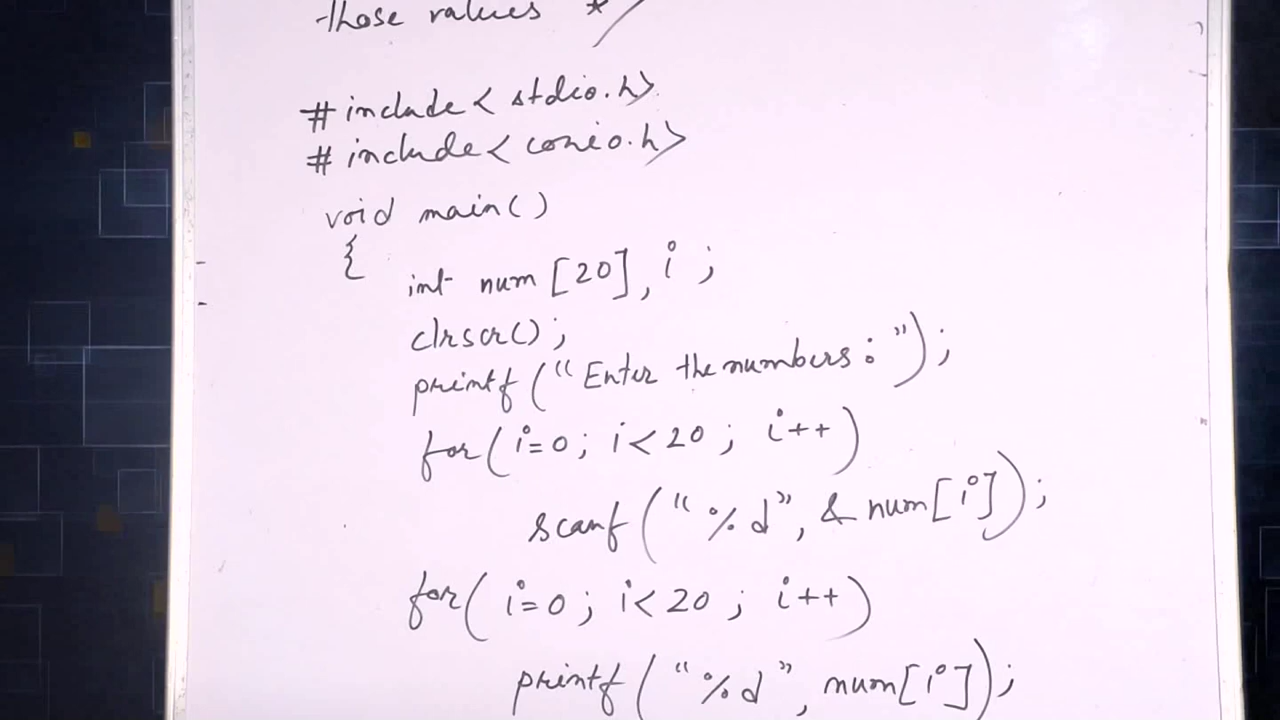 those values */
#include< stdio.h>
#include< conio.h>
void main()
{
int num [20], i ;
clrscr();
printf ("Enter the numbers : ");
for( i=0; i<20 ; i++)
scanf ("%d", & num[i]);
for( i=0 ; i<20 ; i++)
printf ("%d", num[i]);